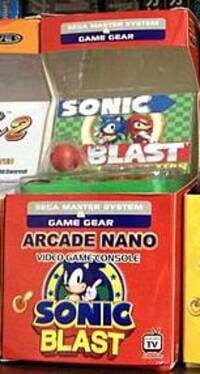 SEGA MASTER SYSTEM
&
GAME GEAR
SONIC
BLAST
2
SEGA MASTER SYSTEM
&
GAME GEAR
ARCADE NANO
VIDEO GAME CONSOLE
SONIC
BLAST
TV